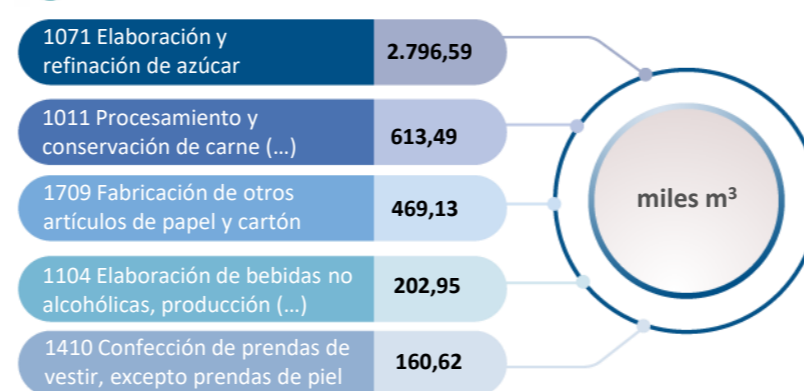 1071 Elaboración y
refinación de azúcar
2.796,59
1011 Procesamiento y
conservación de carne (...)
613,49
1709 Fabricación de otros
artículos de papel y cartón
469,13
1104 Elaboración de bebidas no
alcohólicas, producción (...)
202,95
1410 Confección de prendas de
vestir, excepto prendas de piel
160,62
miles m³